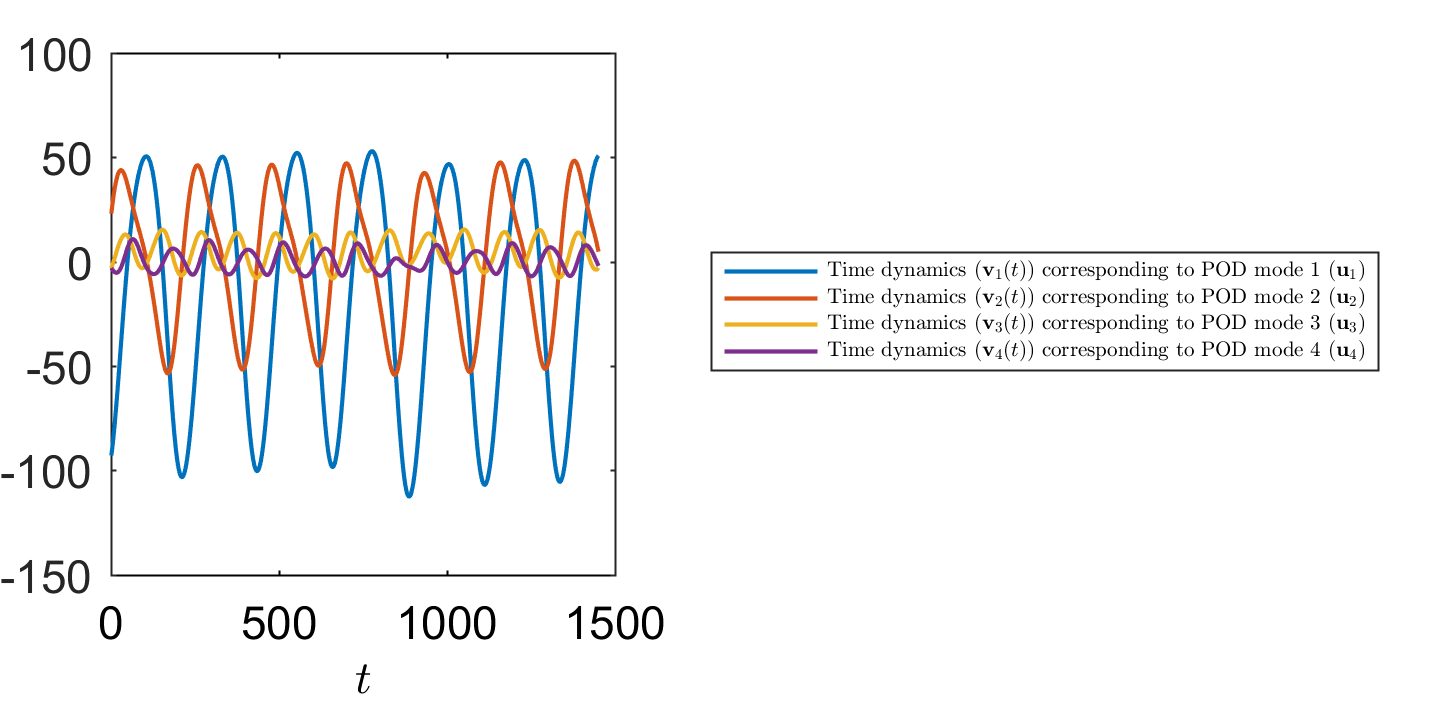 100
50
0
-50
-100
-150
0 500 1000 1500
t
Time dynamics (v₁(t)) corresponding to POD mode 1 (u₁)
Time dynamics (v₂(t)) corresponding to POD mode 2 (u₂)
Time dynamics (v₃(t)) corresponding to POD mode 3 (u₃)
Time dynamics (v₄(t)) corresponding to POD mode 4 (u₄)